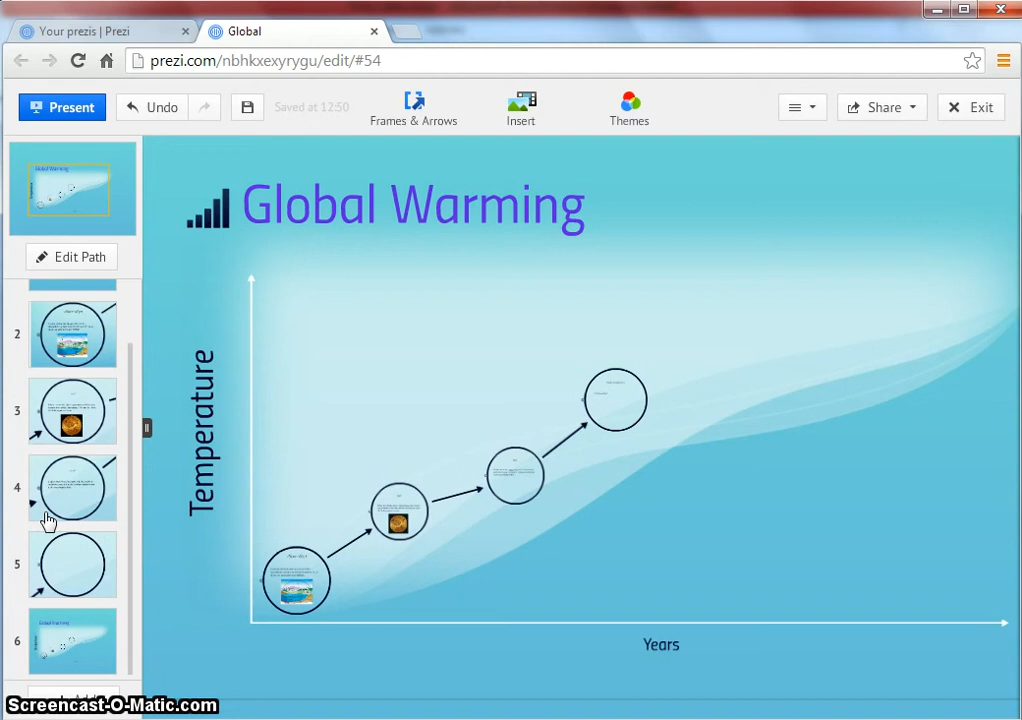 Your prezis | Prezi
Global
prezi.com/nbhkxexyrygu/edit/#54
Present
Undo
Saved at 12:50
Frames & Arrows
Insert
Themes
Share
Exit
Edit Path
2
3
4
5
6
Global Warming
Temperature
Years
Screencast-O-Matic.com